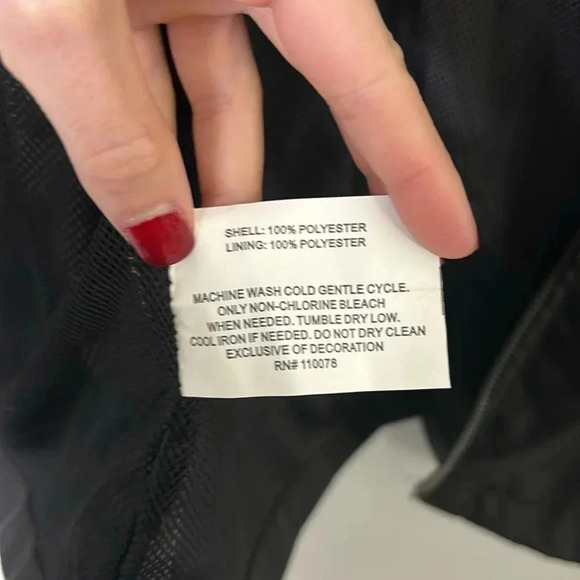 SHELL: 100% POLYESTER
LINING: 100% POLYESTER
MACHINE WASH COLD GENTLE CYCLE.
ONLY NON-CHLORINE BLEACH
WHEN NEEDED. TUMBLE DRY LOW.
COOL IRON IF NEEDED. DO NOT DRY CLEAN
EXCLUSIVE OF DECORATION
RN# 110078